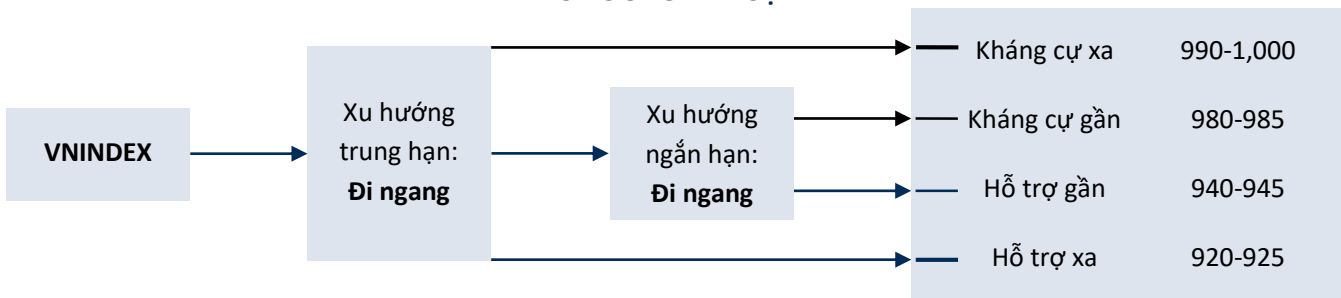 VNINDEX
Xu hướng
trung hạn:
Đi ngang
Xu hướng
ngắn hạn:
Đi ngang
Kháng cự xa 990-1,000
Kháng cự gần 980-985
Hỗ trợ gần 940-945
Hỗ trợ xa 920-925